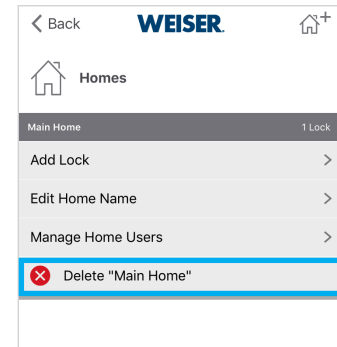 Back WEISER.
Homes
Main Home 1 Lock
Add Lock
Edit Home Name
Manage Home Users
Delete "Main Home"